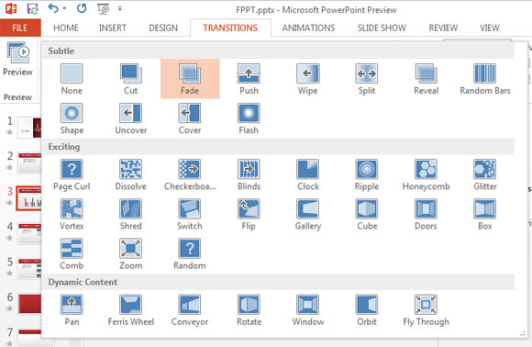 FPPT.pptx - Microsoft PowerPoint Preview
FILE HOME INSERT DESIGN TRANSITIONS ANIMATIONS SLIDE SHOW REVIEW VIEW
Preview
Preview
1
2
3
4
5
6
7
Subtle
None Cut Fade Push Wipe Split Reveal Random Bars
Shape Uncover Cover Flash
Exciting
Page Curl Dissolve Checkerboa... Blinds Clock Ripple Honeycomb Glitter
Vortex Shred Switch Flip Gallery Cube Doors Box
Comb Zoom Random
Dynamic Content
Pan Ferris Wheel Conveyor Rotate Window Orbit Fly Through